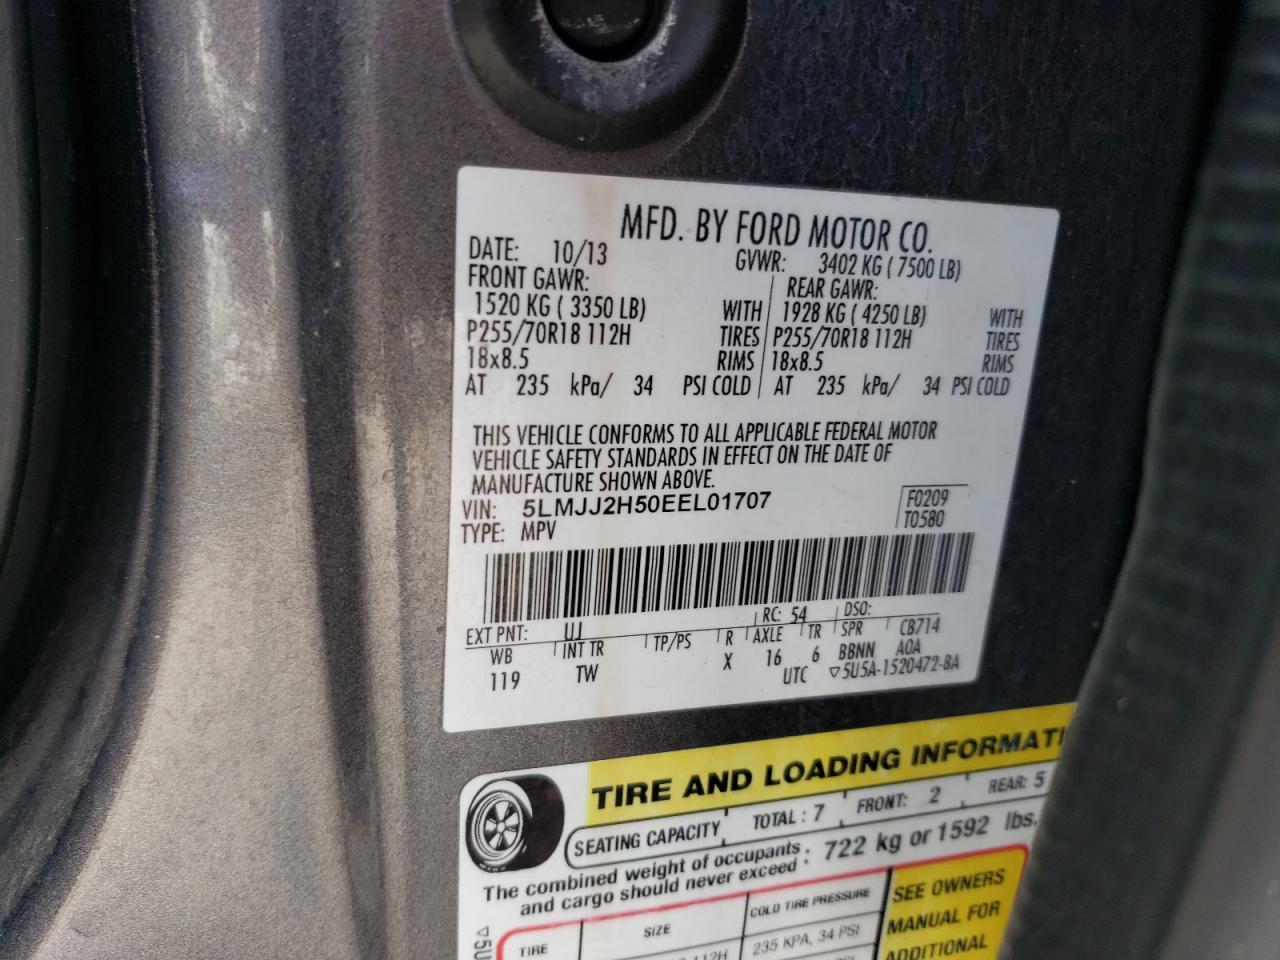 MFD. BY FORD MOTOR CO.
DATE: 10/13 GVWR: 3402 KG ( 7500 LB)
FRONT GAWR: REAR GAWR:
1520 KG ( 3350 LB) WITH 1928 KG ( 4250 LB) WITH
P255/70R18 112H TIRES P255/70R18 112H TIRES
18x8.5 RIMS 18x8.5 RIMS
AT 235 kPa/ 34 PSI COLD AT 235 kPa/ 34 PSI COLD
THIS VEHICLE CONFORMS TO ALL APPLICABLE FEDERAL MOTOR
VEHICLE SAFETY STANDARDS IN EFFECT ON THE DATE OF
MANUFACTURE SHOWN ABOVE.
VIN: 5LMJJ2H50EEL01707 F0209
TYPE: MPV T0580
EXT PNT: UJ RC: 54 DSO:
WB INT TR TP/PS R AXLE TR SPR CB714
119 TW X 16 6 BBNN AOA
UTC ▽5U5A-1520472-BA
TIRE AND LOADING INFORMATI
SEATING CAPACITY TOTAL : 7 FRONT: 2 REAR: 5
The combined weight of occupants : 722 kg or 1592 lbs.
and cargo should never exceed :
TIRE SIZE COLD TIRE PRESSURE SEE OWNERS
MANUAL FOR
112H 235 KPA, 34 PSI ADDITIONAL
▽5U